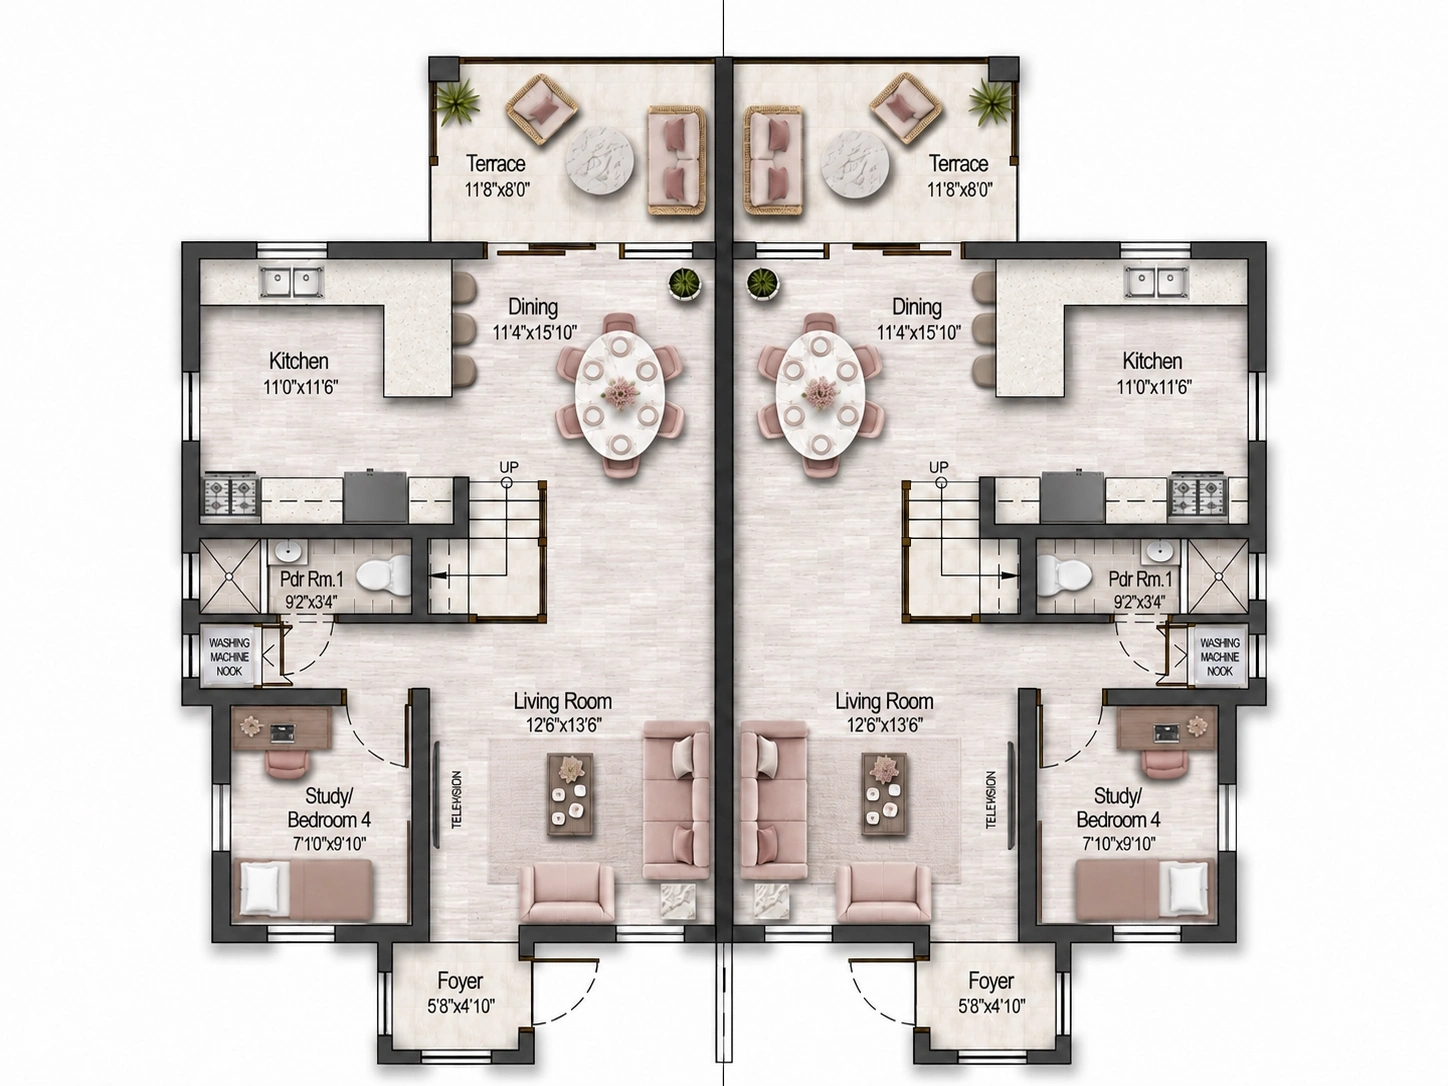 Terrace
11'8"x8'0"
Terrace
11'8"x8'0"
Dining
11'4"x15'10"
Dining
11'4"x15'10"
Kitchen
11'0"x11'6"
Kitchen
11'0"x11'6"
UP
UP
Pdr Rm.1
9'2"x3'4"
Pdr Rm.1
9'2"x3'4"
WASHING
MACHINE
NOOK
WASHING
MACHINE
NOOK
Living Room
12'6"x13'6"
Living Room
12'6"x13'6"
TELEVISION
TELEVISION
Study/
Bedroom 4
7'1'0"x9'10"
Study/
Bedroom 4
7'10"x9'10"
Foyer
5'8"x4'10"
Foyer
5'8"x4'10"